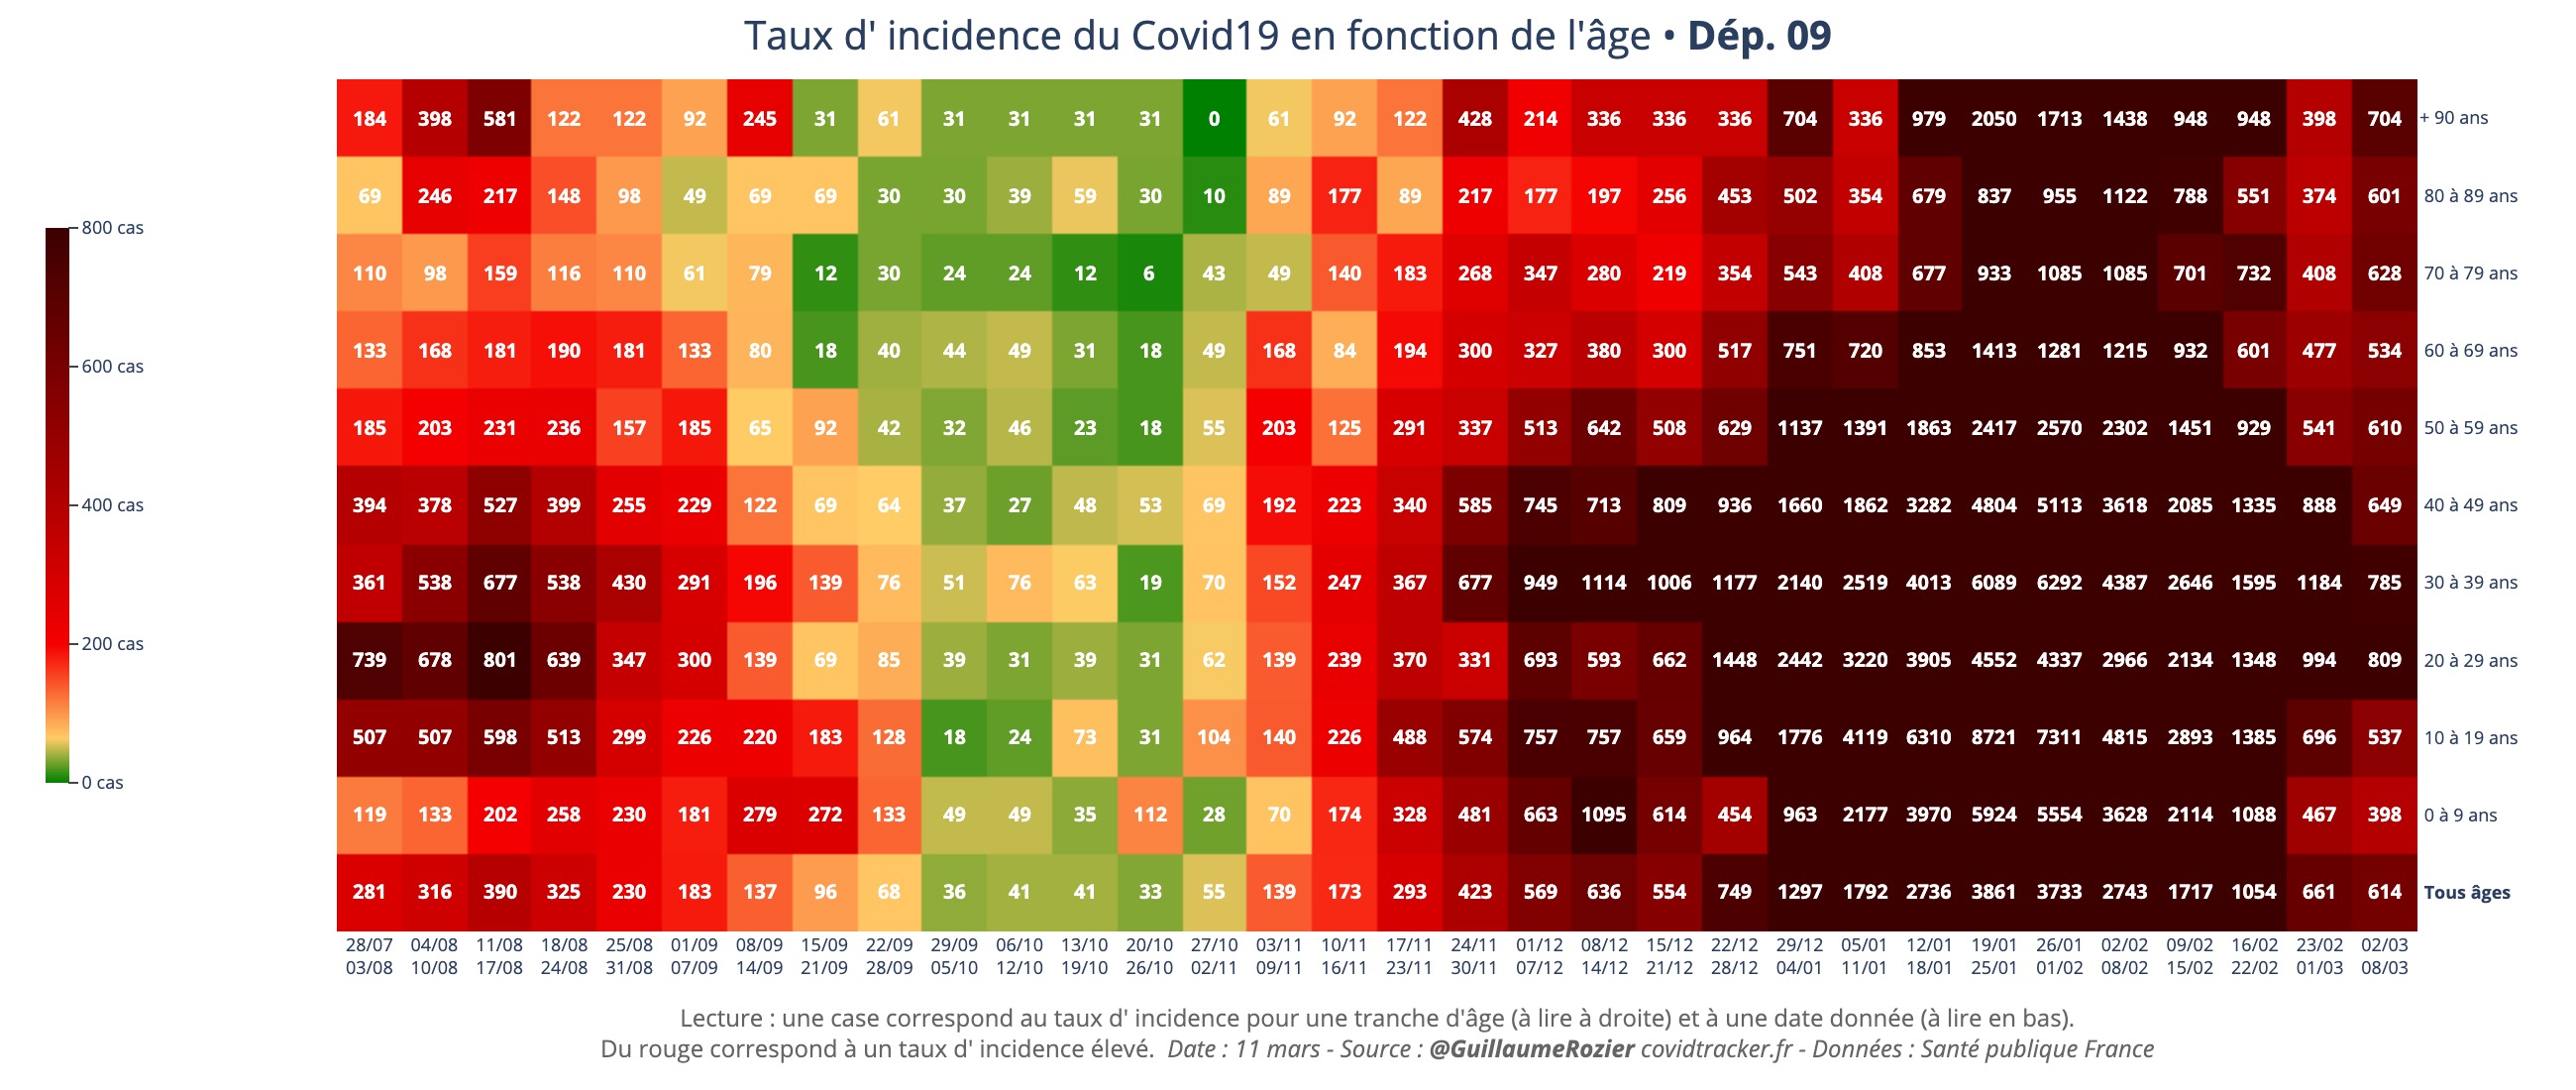 Taux d' incidence du Covid19 en fonction de l'âge • Dép. 09
184 398 581 122 122 92 245 31 61 31 31 31 31 0 61 92 122 428 214 336 336 336 704 336 979 2050 1713 1438 948 948 398 704 + 90 ans
69 246 217 148 98 49 69 69 30 30 39 59 30 10 89 177 89 217 177 197 256 453 502 354 679 837 955 1122 788 551 374 601 80 à 89 ans
800 cas
110 98 159 116 110 61 79 12 30 24 24 12 6 43 49 140 183 268 347 280 219 354 543 408 677 933 1085 1085 701 732 408 628 70 à 79 ans
133 168 181 190 181 133 80 18 40 44 49 31 18 49 168 84 194 300 327 380 300 517 751 720 853 1413 1281 1215 932 601 477 534 60 à 69 ans
600 cas
185 203 231 236 157 185 65 92 42 32 46 23 18 55 203 125 291 337 513 642 508 629 1137 1391 1863 2417 2570 2302 1451 929 541 610 50 à 59 ans
400 cas
394 378 527 399 255 229 122 69 64 37 27 48 53 69 192 223 340 585 745 713 809 936 1660 1862 3282 4804 5113 3618 2085 1335 888 649 40 à 49 ans
361 538 677 538 430 291 196 139 76 51 76 63 19 70 152 247 367 677 949 1114 1006 1177 2140 2519 4013 6089 6292 4387 2646 1595 1184 785 30 à 39 ans
200 cas
739 678 801 639 347 300 139 69 85 39 31 39 31 62 139 239 370 331 693 593 662 1448 2442 3220 3905 4552 4337 2966 2134 1348 994 809 20 à 29 ans
507 507 598 513 299 226 220 183 128 18 24 73 31 104 140 226 488 574 757 757 659 964 1776 4119 6310 8721 7311 4815 2893 1385 696 537 10 à 19 ans
0 cas
119 133 202 258 230 181 279 272 133 49 49 35 112 28 70 174 328 481 663 1095 614 454 963 2177 3970 5924 5554 3628 2114 1088 467 398 0 à 9 ans
281 316 390 325 230 183 137 96 68 36 41 41 33 55 139 173 293 423 569 636 554 749 1297 1792 2736 3861 3733 2743 1717 1054 661 614 Tous âges
28/07 04/08 11/08 18/08 25/08 01/09 08/09 15/09 22/09 29/09 06/10 13/10 20/10 27/10 03/11 10/11 17/11 24/11 01/12 08/12 15/12 22/12 29/12 05/01 12/01 19/01 26/01 02/02 09/02 16/02 23/02 02/03
03/08 10/08 17/08 24/08 31/08 07/09 14/09 21/09 28/09 05/10 12/10 19/10 26/10 02/11 09/11 16/11 23/11 30/11 07/12 14/12 21/12 28/12 04/01 11/01 18/01 25/01 01/02 08/02 15/02 22/02 01/03 08/03
Lecture : une case correspond au taux d' incidence pour une tranche d'âge (à lire à droite) et à une date donnée (à lire en bas).
Du rouge correspond à un taux d' incidence élevé. Date : 11 mars - Source : @GuillaumeRozier covidtracker.fr - Données : Santé publique France